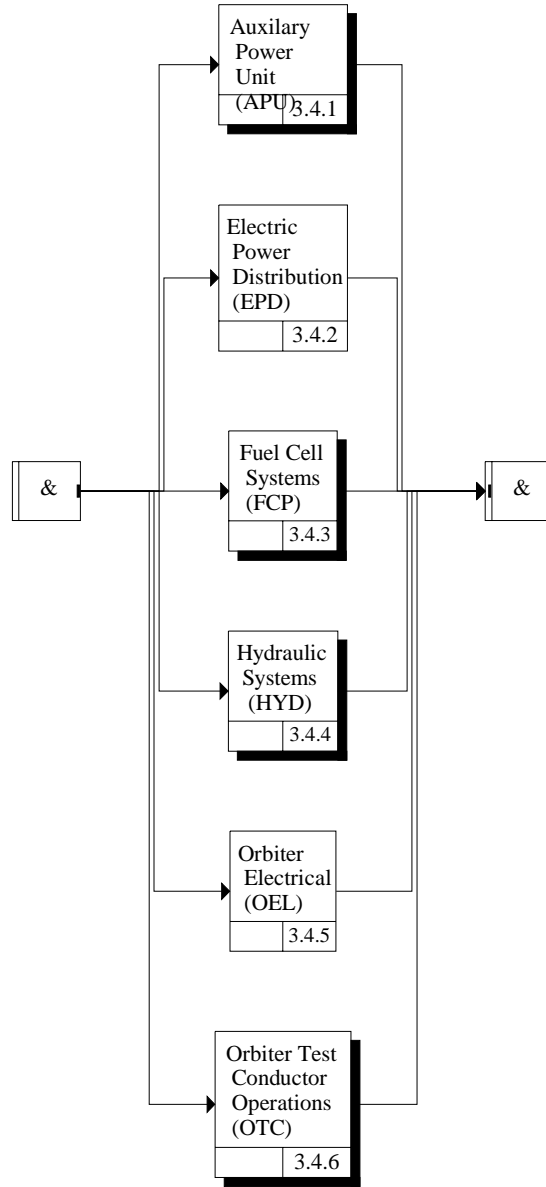 Auxilary
Power
Unit
(APU)
3.4.1
Electric
Power
Distribution
(EPD)
3.4.2
&
Fuel Cell
Systems
(FCP)
3.4.3
&
Hydraulic
Systems
(HYD)
3.4.4
Orbiter
Electrical
(OEL)
3.4.5
Orbiter Test
Conductor
Operations
(OTC)
3.4.6